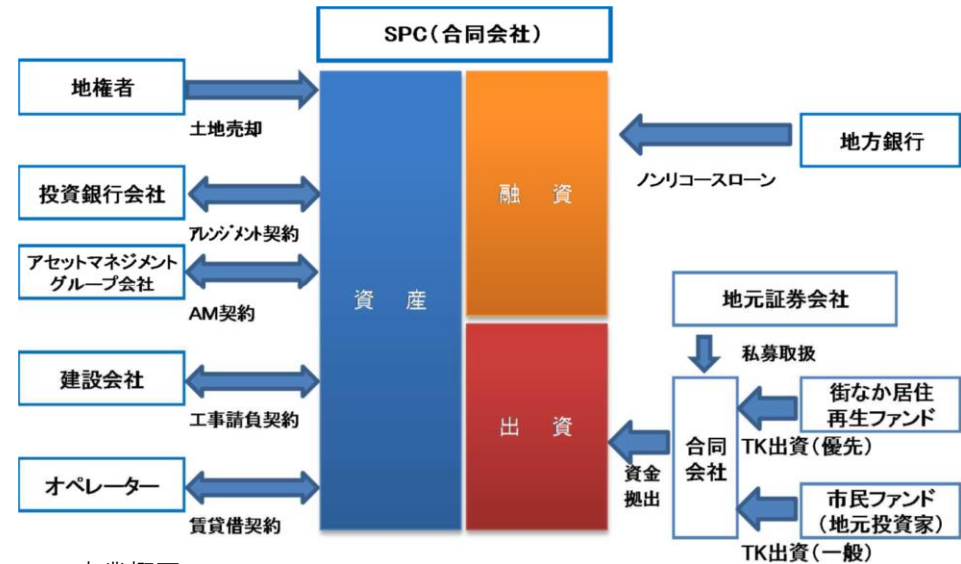 SPC(合同会社)
地権者
土地売却
投資銀行会社
アレンジメント契約
アセットマネジメント
グループ会社
AM契約
建設会社
工事請負契約
オペレーター
賃貸借契約
資 産
融 資
出 資
地方銀行
ノンリコースローン
地元証券会社
私募取扱
合同
会社
資金
拠出
街なか居住
再生ファンド
TK出資(優先)
市民ファンド
(地元投資家)
TK出資(一般)